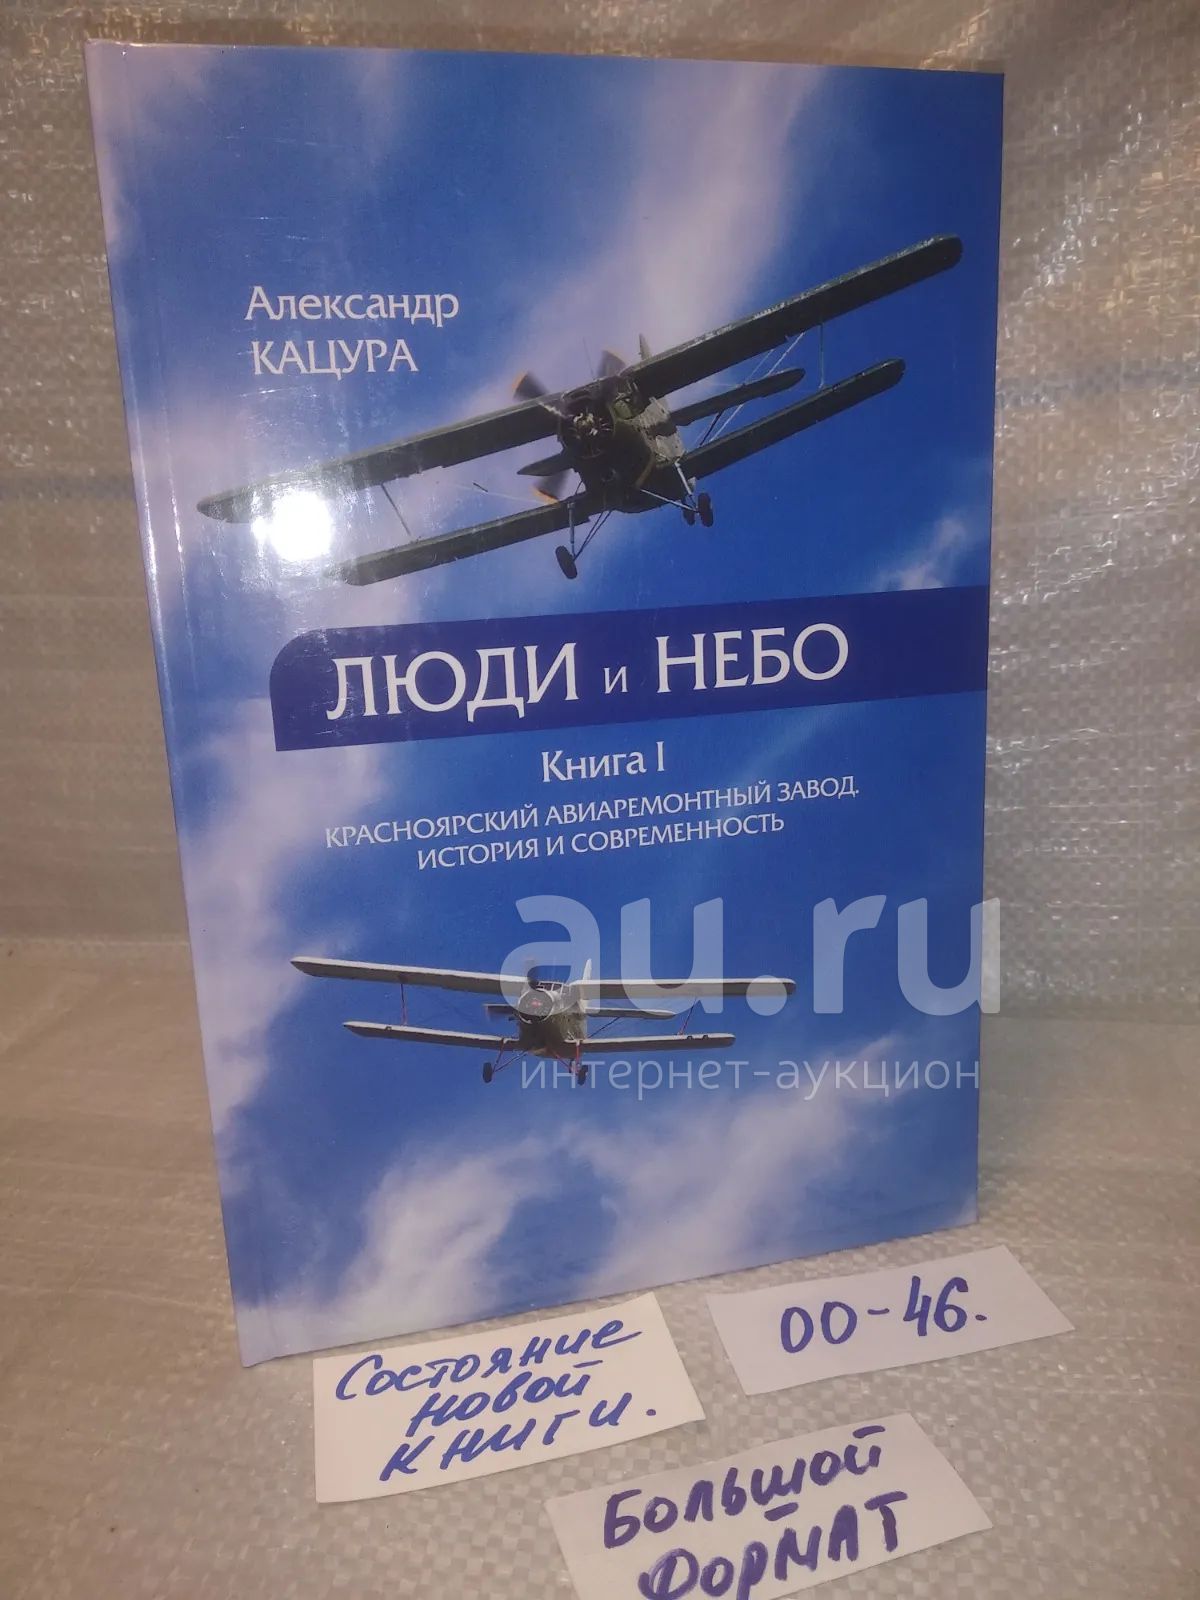 Александр
КАЦУРА
ЛЮДИ и НЕБО
Книга I
КРАСНОЯРСКИЙ АВИАРЕМОНТНЫЙ ЗАВОД.
ИСТОРИЯ И СОВРЕМЕННОСТЬ
au.ru
интернет-аукцион
00-46.
Состояние
новой
книги.
Большой
ФОРМАТ